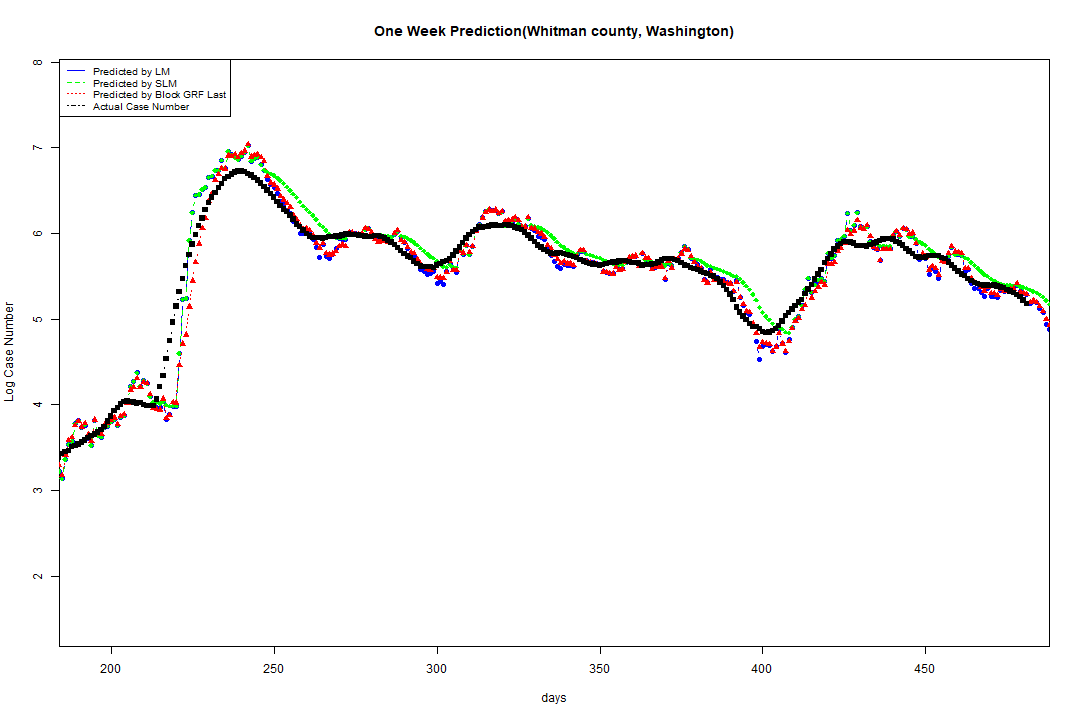 One Week Prediction(Whitman county, Washington)
Predicted by LM
Predicted by SLM
Predicted by Block GRF Last
Actual Case Number
8
7
6
5
4
3
2
Log Case Number
200 250 300 350 400 450
days